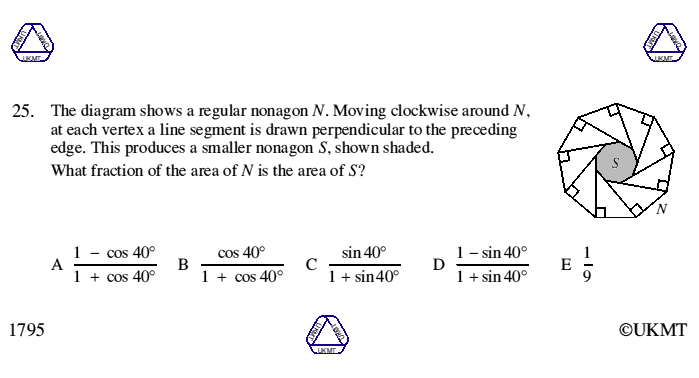 UKMT UKMT
25. The diagram shows a regular nonagon N. Moving clockwise around N,
at each vertex a line segment is drawn perpendicular to the preceding
edge. This produces a smaller nonagon S, shown shaded.
What fraction of the area of N is the area of S?
S
N
A (1 − cos 40°)/(1 + cos 40°) B cos 40°/(1 + cos 40°) C sin 40°/(1 + sin 40°) D (1 − sin 40°)/(1 + sin 40°) E 1/9
1795 UKMT ©UKMT